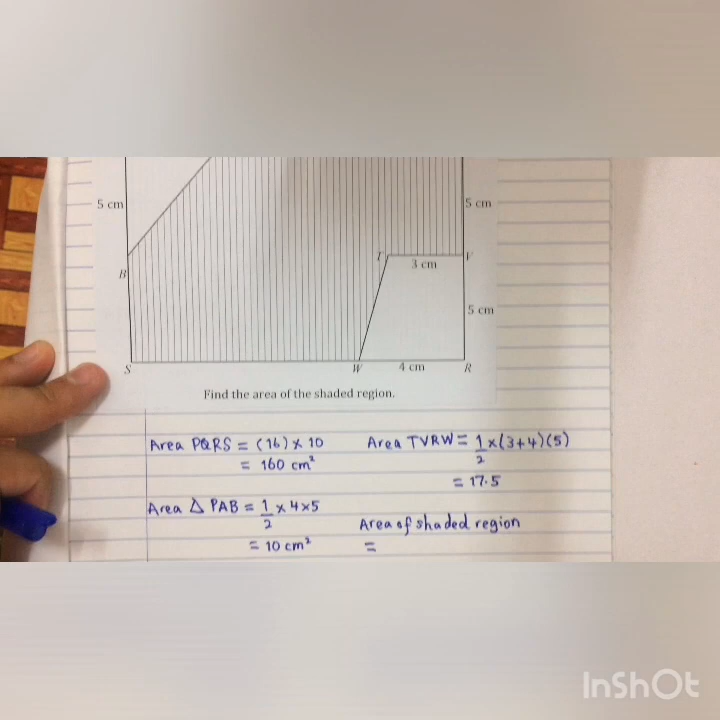 5 cm
5 cm
T
V
3 cm
B
5 cm
S
W
4 cm
R
Find the area of the shaded region.
Area PQRS = (16) × 10
= 160 cm²
Area TVRW = 1/2 × (3+4)(5)
= 17.5
Area △ PAB = 1/2 × 4 × 5
= 10 cm²
Area of shaded region
=
InShOt